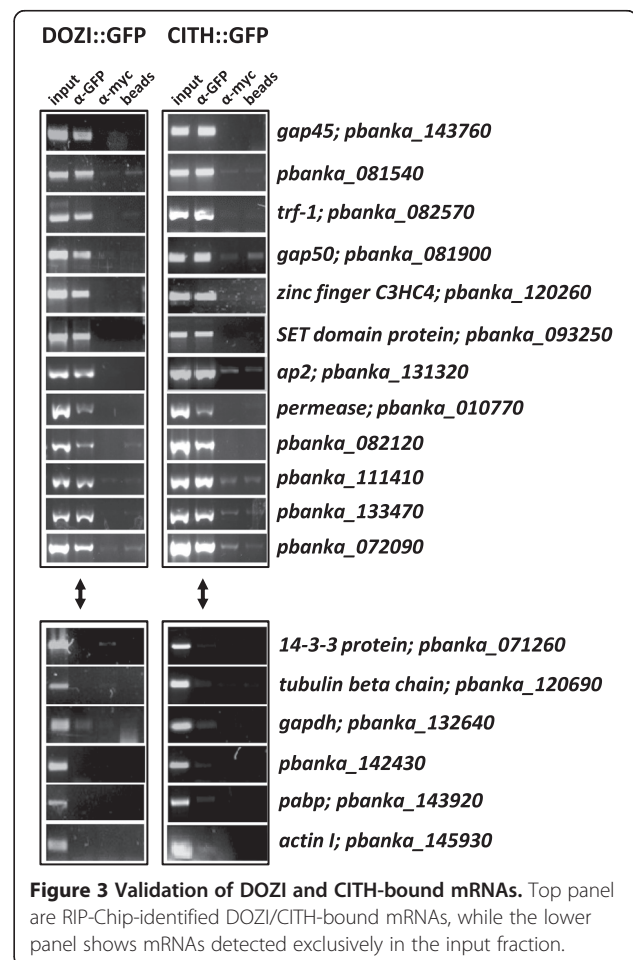 DOZI::GFP CITH::GFP
input α-GFP α-myc beads input α-GFP α-myc beads
gap45; pbanka_143760
pbanka_081540
trf-1; pbanka_082570
gap50; pbanka_081900
zinc finger C3HC4; pbanka_120260
SET domain protein; pbanka_093250
ap2; pbanka_131320
permease; pbanka_010770
pbanka_082120
pbanka_111410
pbanka_133470
pbanka_072090
14-3-3 protein; pbanka_071260
tubulin beta chain; pbanka_120690
gapdh; pbanka_132640
pbanka_142430
pabp; pbanka_143920
actin I; pbanka_145930
Figure 3 Validation of DOZI and CITH-bound mRNAs. Top panel
are RIP-Chip-identified DOZI/CITH-bound mRNAs, while the lower
panel shows mRNAs detected exclusively in the input fraction.